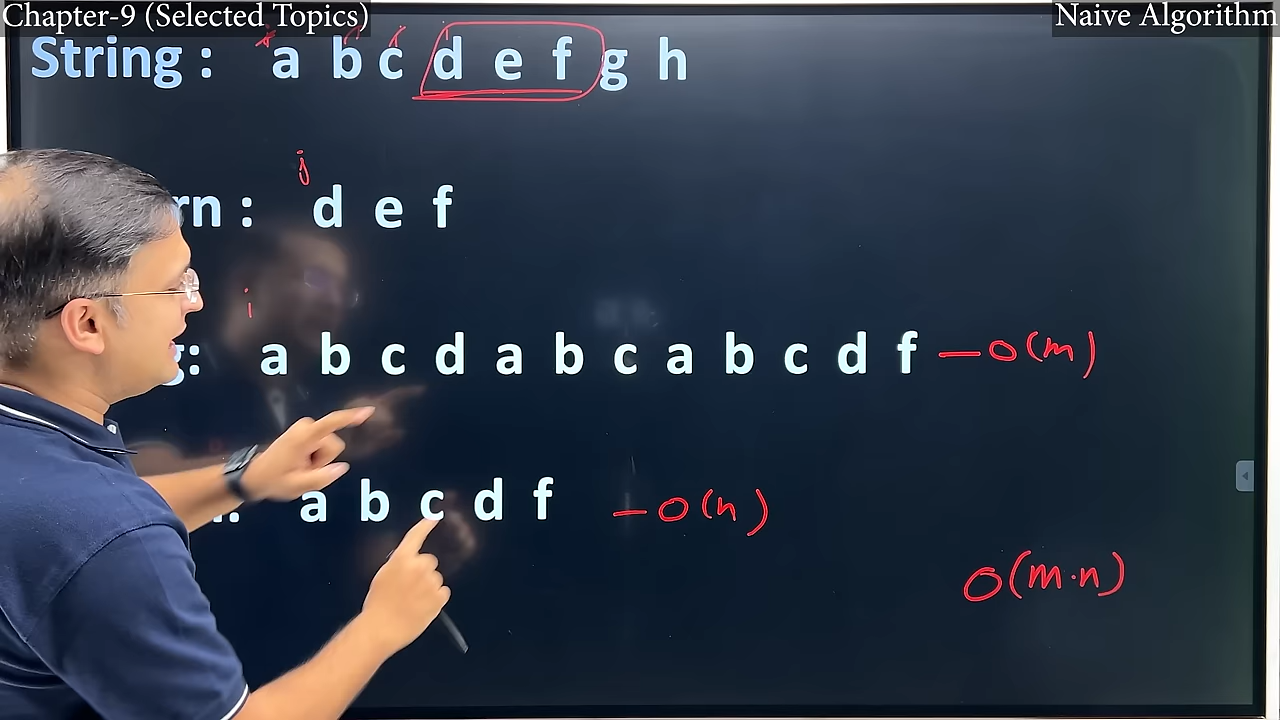 Chapter-9 (Selected Topics)
Naive Algorithm
String : a b c d e f g h
j
rn : d e f
i
g: a b c d a b c a b c d f — O(m)
a b c d f — O(n)
O(m·n)